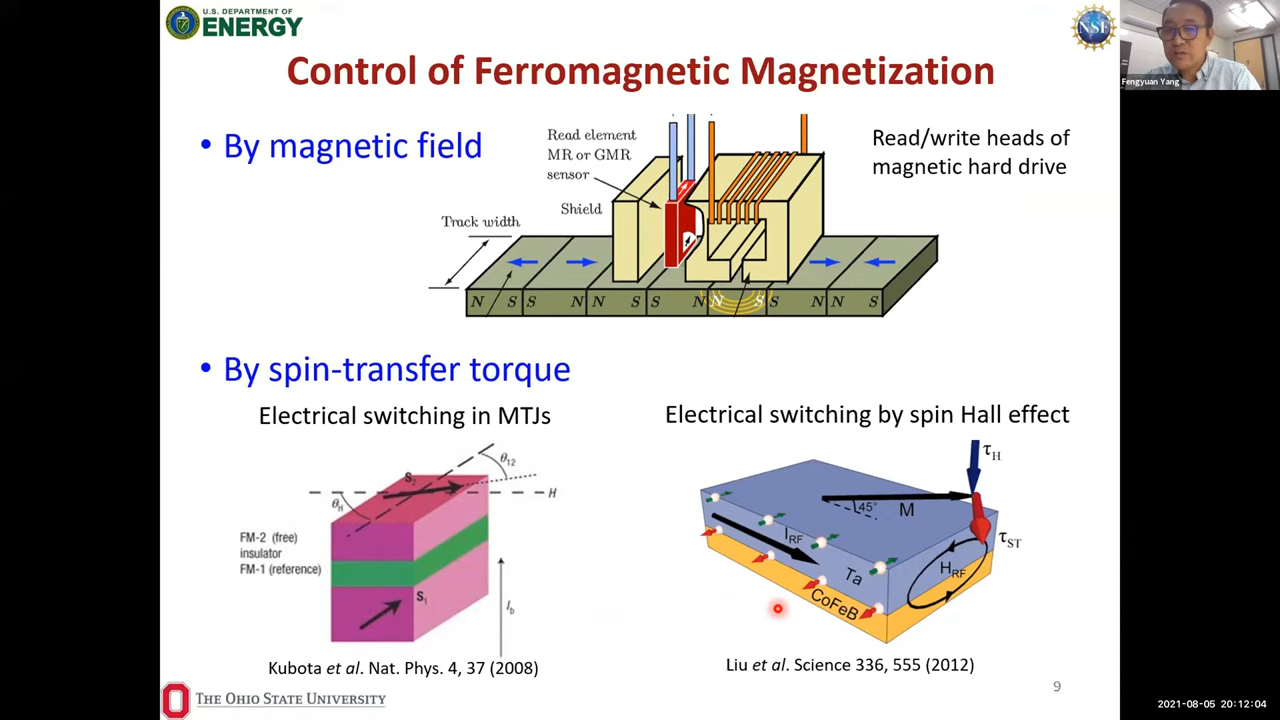 U.S. DEPARTMENT OF
ENERGY
NSF
Fengyuan Yang
Control of Ferromagnetic Magnetization
• By magnetic field
Read element
MR or GMR
sensor
Shield
Track width
Read/write heads of
magnetic hard drive
N S S N N S S N N S S N N S
• By spin-transfer torque
Electrical switching in MTJs
Electrical switching by spin Hall effect
S₂
θ₁₂
θH
H
FM-2 (free)
insulator
FM-1 (reference)
S₁
Ib
τH
45°
M
IRF
τST
HRF
Ta
CoFeB
Kubota et al. Nat. Phys. 4, 37 (2008)
Liu et al. Science 336, 555 (2012)
THE OHIO STATE UNIVERSITY
9
2021-08-05 20:12:04